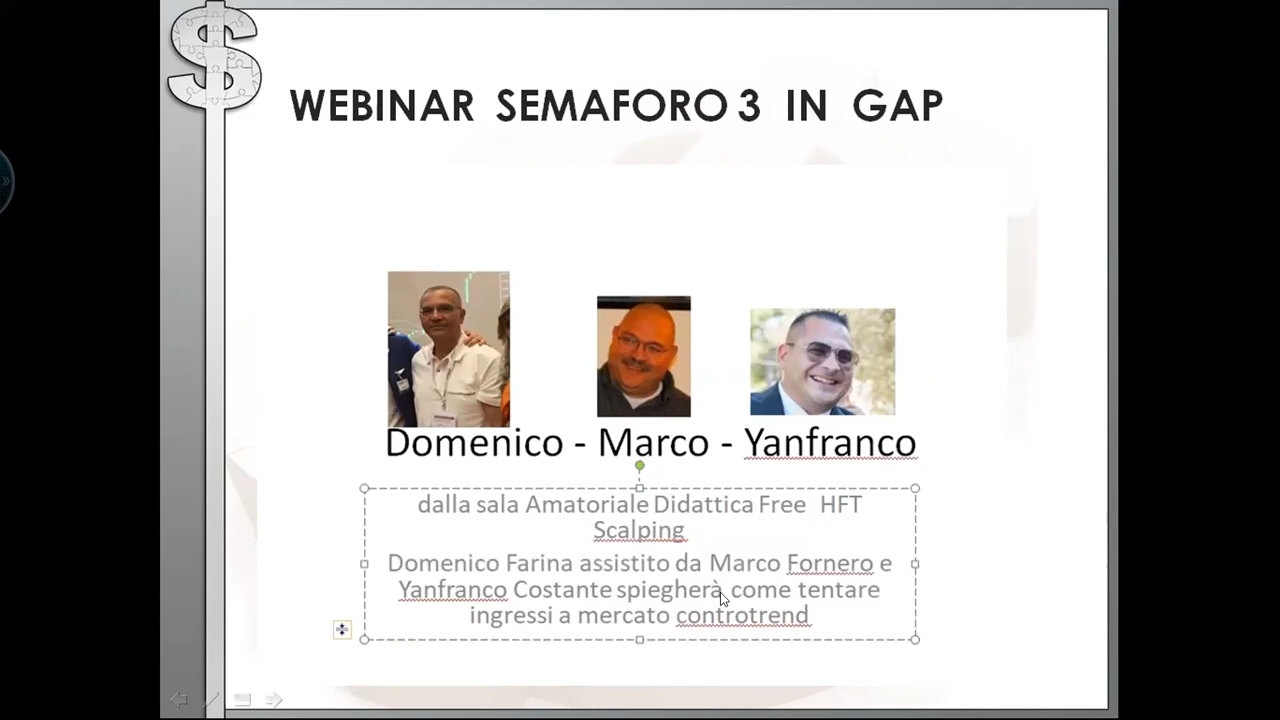 WEBINAR SEMAFORO 3 IN GAP
Domenico - Marco - Yanfranco
dalla sala Amatoriale Didattica Free HFT
Scalping
Domenico Farina assistito da Marco Fornero e
Yanfranco Costante spiegherà come tentare
ingressi a mercato controtrend